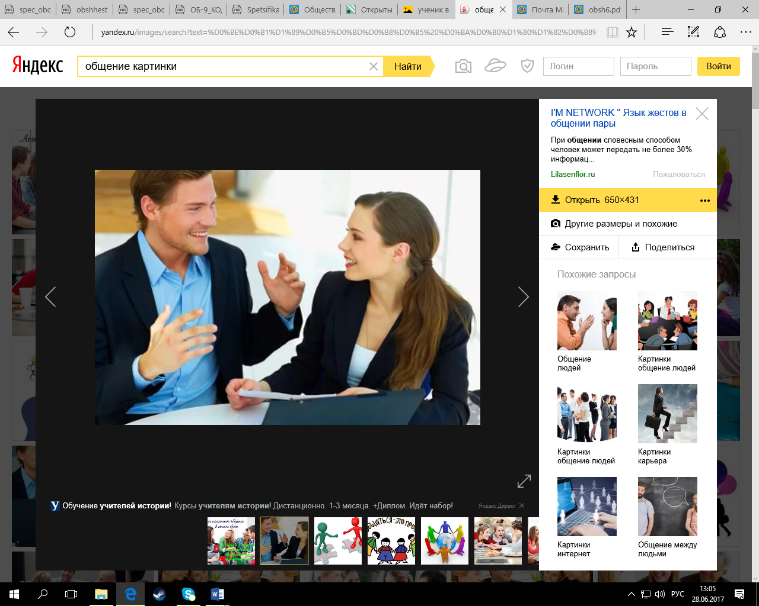 spec_obc
obshhest
spec_obc
ОБ-9_КО,
Spetsifika
Обществ
Открыты
ученик в
обще
Почта M.
obsh6.pd
yandex.ru/images/search?text=%D0%BE%D0%B1%D1%89%D0%B5%D0%BD%D0%B8%D0%B5%20%D0%BA%D0%B0%D1%80%D1%82%D0%B8%
Яндекс
общение картинки
Найти
Логин
Пароль
Войти
I'M NETWORK " Язык жестов в
общении пары
При общении словесным способом
человек может передать не более 30%
информац...
Lilasenflor.ru
Пожаловаться
Открыть 650×431
Другие размеры и похожие
Сохранить
Поделиться
Похожие запросы
Общение
людей
Картинки
общение людей
Картинки
общение людей
Картинки
карьера
Картинки
интернет
Общение между
людьми
У Обучение учителей истории! Курсы учителям истории! Дистанционно. 1-3 месяца. +Диплом. Идёт набор!
Яндекс.Директ
РУС
13:05
28.06.2017